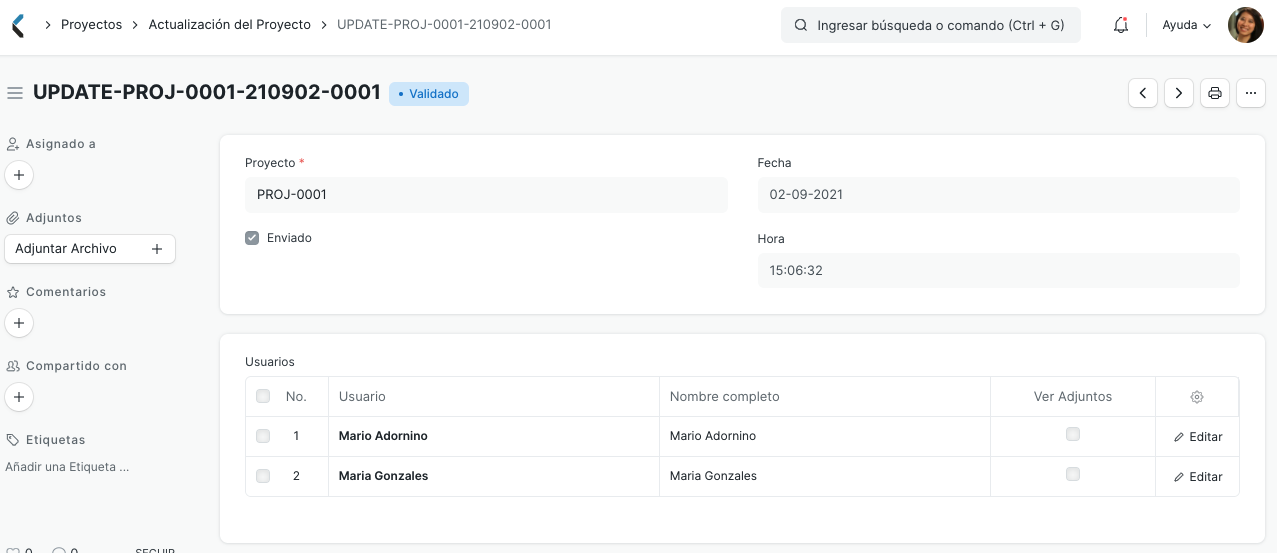 Proyectos Actualización del Proyecto UPDATE-PROJ-0001-210902-0001 Ingresar búsqueda o comando (Ctrl + G) Ayuda
UPDATE-PROJ-0001-210902-0001 Validado
Asignado a
Adjuntos
Adjuntar Archivo
Comentarios
Compartido con
Etiquetas
Añadir una Etiqueta ...
0 0 SEGUIR
Proyecto *
PROJ-0001
Enviado
Fecha
02-09-2021
Hora
15:06:32
Usuarios
No. Usuario Nombre completo Ver Adjuntos
1 Mario Adornino Mario Adornino Editar
2 Maria Gonzales Maria Gonzales Editar